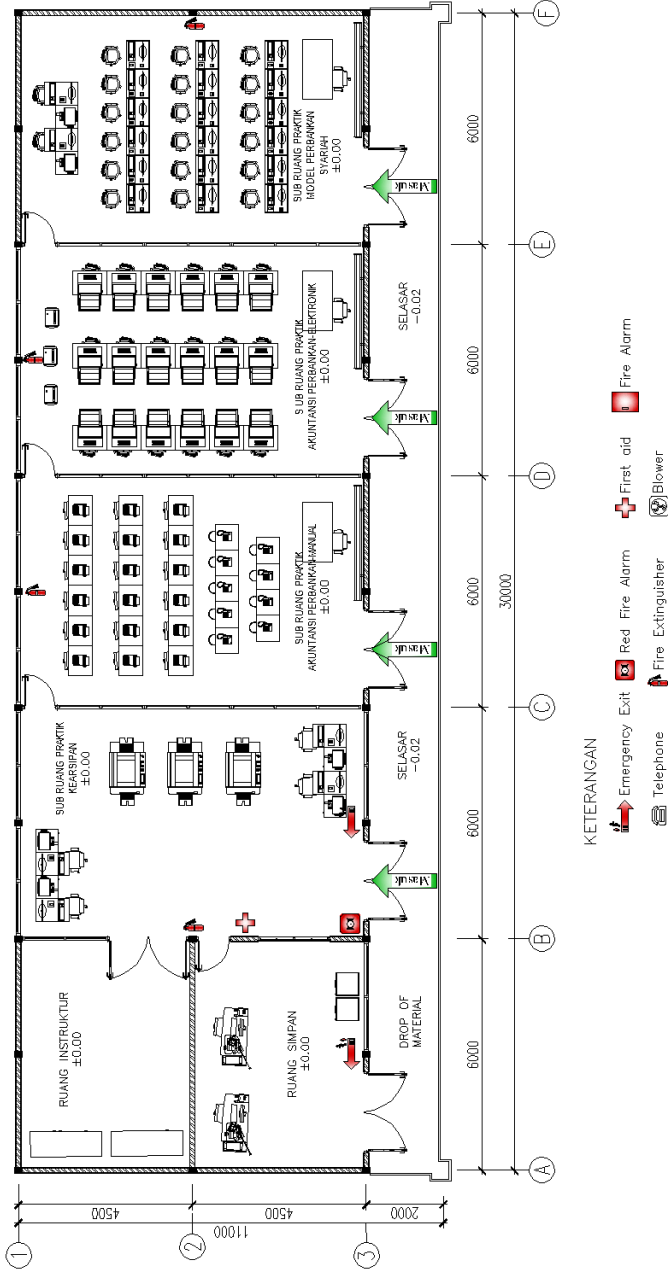 RUANG INSTRUKTUR
±0.00
RUANG SIMPAN
±0.00
DROP OF
MATERIAL
SUB RUANG PRAKTIK
KEARSIPAN
±0.00
SELASAR
-0.02
Masuk
SUB RUANG PRAKTIK
AKUNTANSI PERBANKAN-MANUAL
±0.00
Masuk
S UB RUANG PRAKTIK
AKUNTANSI PERBANKAN-ELEKTRONIK
±0.00
Masuk
SELASAR
-0.02
SUB RUANG PRAKTIK
MODEL PERBANKAN
SYARIAH
±0.00
Masuk
1
2
3
4500
4500
2000
11000
6000
6000
6000
6000
6000
30000
A
B
C
D
E
F
KETERANGAN
Emergency Exit
Red Fire Alarm
First aid
Fire Alarm
Telephone
Fire Extinguisher
Blower